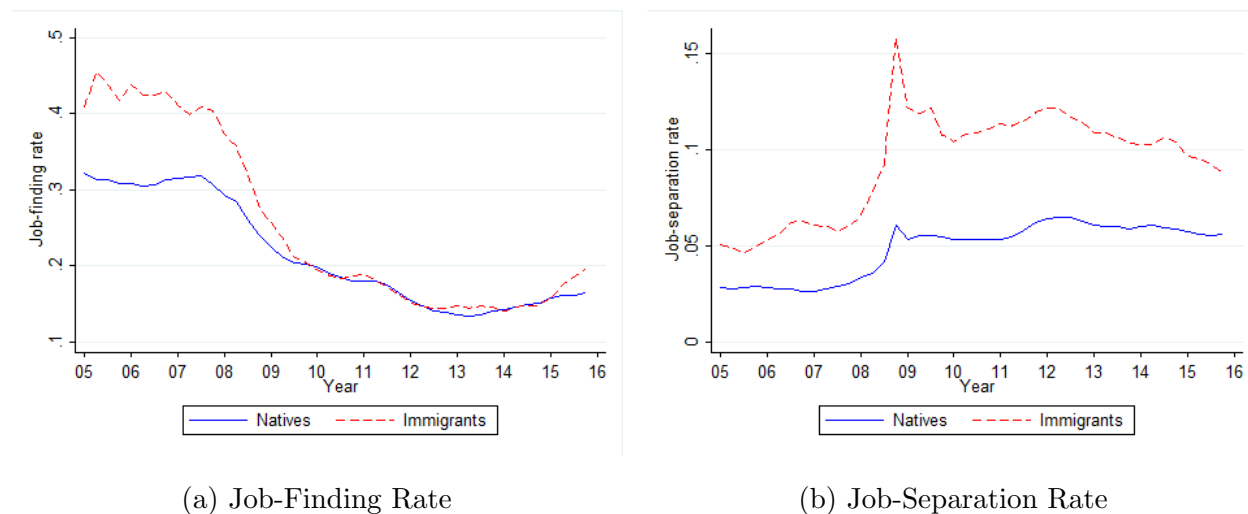 .5
.4
.3
.2
.1
Job-finding rate
05 06 07 08 09 10 11 12 13 14 15 16
Year
Natives Immigrants
(a) Job-Finding Rate
.15
.1
.05
0
Job-separation rate
05 06 07 08 09 10 11 12 13 14 15 16
Year
Natives Immigrants
(b) Job-Separation Rate